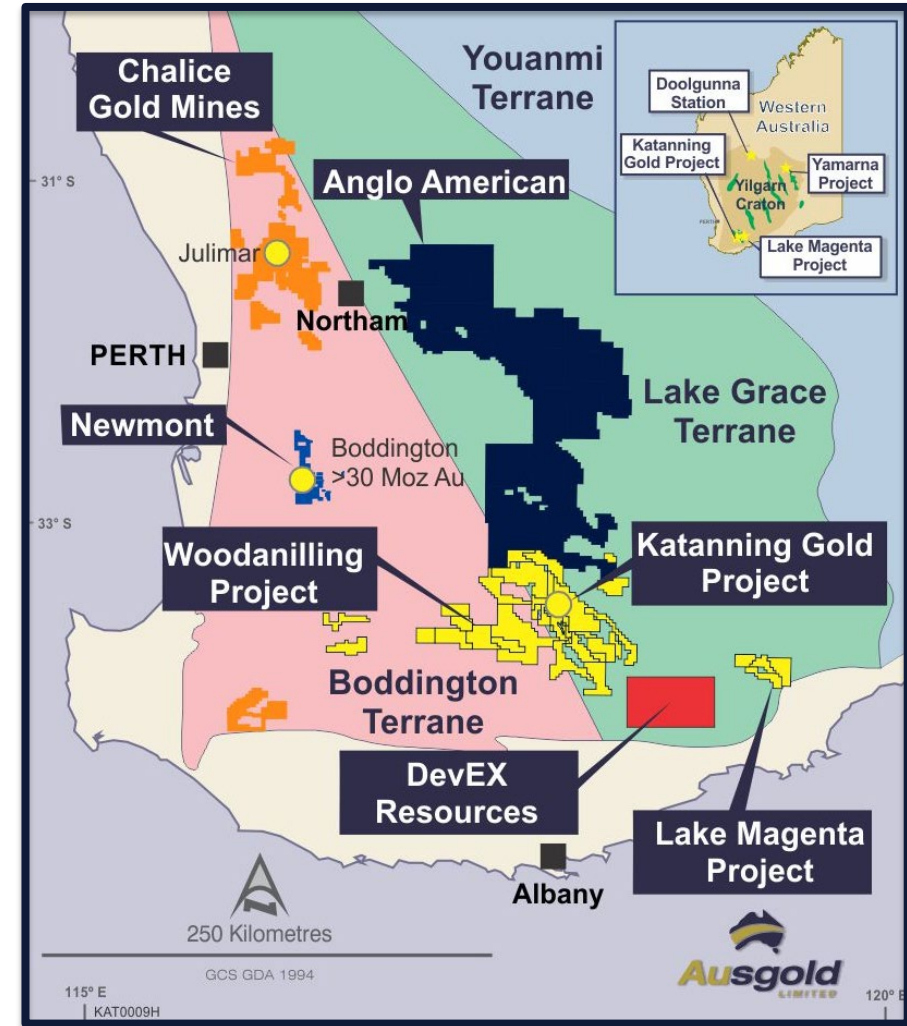 Chalice
Gold Mines
Youanmi
Terrane
Doolgunna
Station
Western
Australia
Katanning
Gold Project
Yamarna
Project
Yilgarn
Craton
PERTH
Lake Magenta
Project
31° S
Anglo American
Julimar
Northam
PERTH
Lake Grace
Terrane
Newmont
Boddington
>30 Moz Au
33° S
Woodanilling
Project
Katanning Gold
Project
Boddington
Terrane
DevEX
Resources
Lake Magenta
Project
Albany
250 Kilometres
GCS GDA 1994
Ausgold
LIMITED
115° E
120° E
KAT0009H